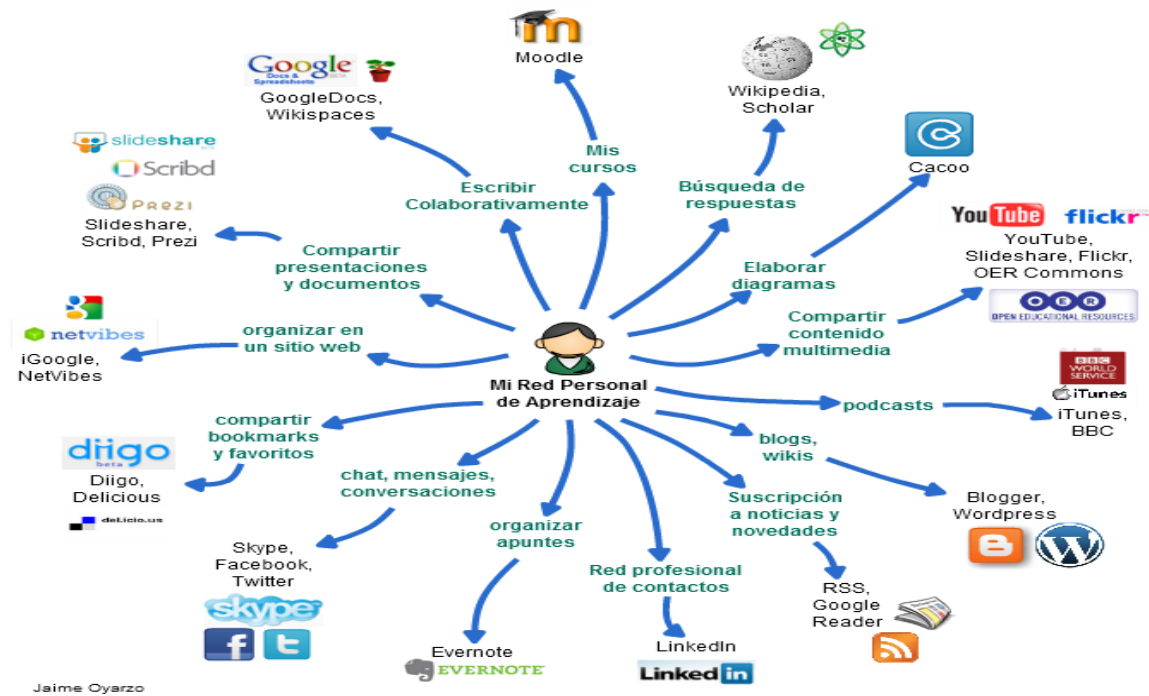 Moodle
Mis
cursos
Google
Docs &
Spreadsheets
BETA
GoogleDocs,
Wikispaces
Escribir
Colaborativamente
slideshare
Scribd
PREZI
Slideshare,
Scribd, Prezi
Compartir
presentaciones
y documentos
netvibes
iGoogle,
NetVibes
organizar en
un sitio web
diigo
beta
Diigo,
Delicious
del.icio.us
compartir
bookmarks
y favoritos
chat, mensajes,
conversaciones
Skype,
Facebook,
Twitter
skype
f
t
organizar
apuntes
Evernote
EVERNOTE
Red profesional
de contactos
LinkedIn
Linked in
Suscripción
a noticias y
novedades
RSS,
Google
Reader
blogs,
wikis
Blogger,
Wordpress
podcasts
BBC
WORLD
SERVICE
iTunes
iTunes,
BBC
Compartir
contenido
multimedia
YouTube flickr
YouTube,
Slideshare, Flickr,
OER Commons
OER
OPEN EDUCATIONAL RESOURCES
Elaborar
diagramas
Cacoo
Búsqueda de
respuestas
Wikipedia,
Scholar
Mi Red Personal
de Aprendizaje
Jaime Oyarzo